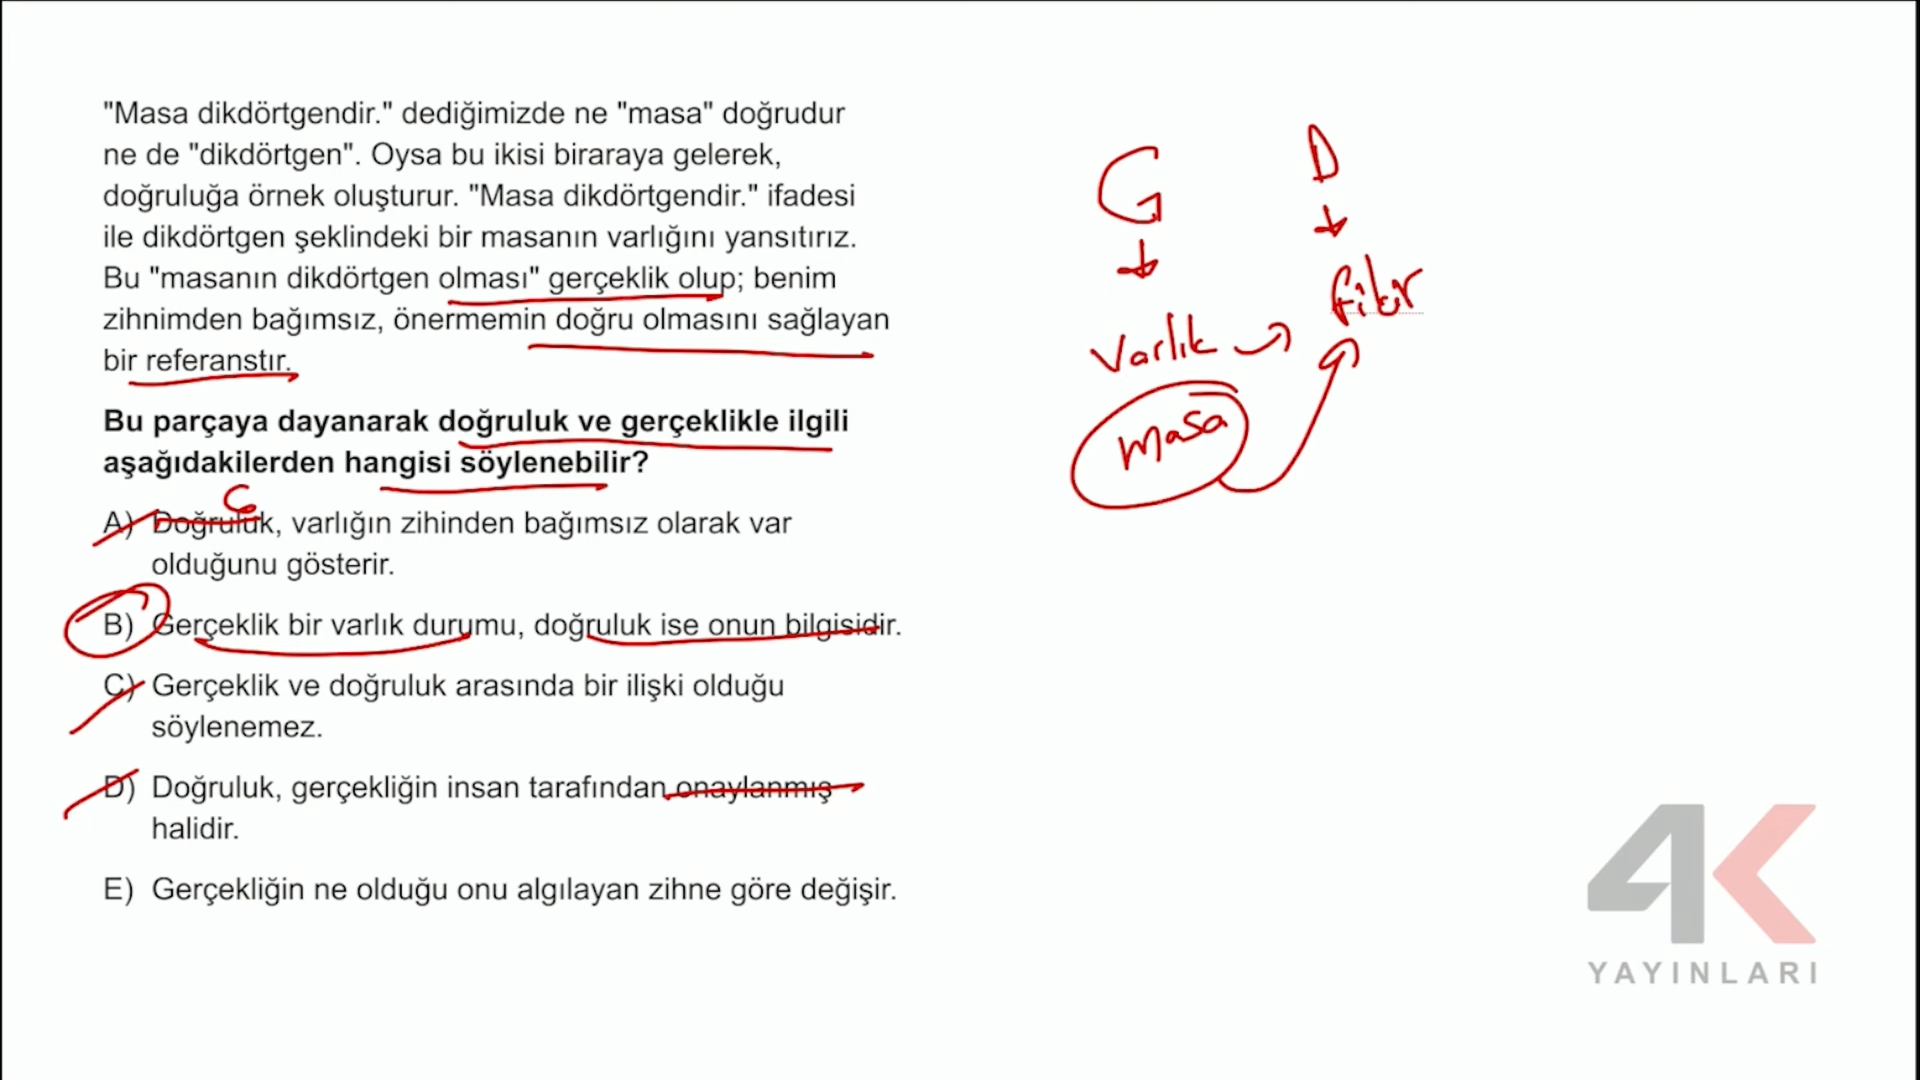 "Masa dikdörtgendir." dediğimizde ne "masa" doğrudur
ne de "dikdörtgen". Oysa bu ikisi biraraya gelerek,
doğruluğa örnek oluşturur. "Masa dikdörtgendir." ifadesi
ile dikdörtgen şeklindeki bir masanın varlığını yansıtırız.
Bu "masanın dikdörtgen olması" gerçeklik olup; benim
zihnimden bağımsız, önermemin doğru olmasını sağlayan
bir referanstır.
Bu parçaya dayanarak doğruluk ve gerçeklikle ilgili
aşağıdakilerden hangisi söylenebilir?
G
A) Doğruluk, varlığın zihinden bağımsız olarak var
olduğunu gösterir.
B) Gerçeklik bir varlık durumu, doğruluk ise onun bilgisidir.
C) Gerçeklik ve doğruluk arasında bir ilişki olduğu
söylenemez.
D) Doğruluk, gerçekliğin insan tarafından onaylanmış
halidir.
E) Gerçekliğin ne olduğu onu algılayan zihne göre değişir.
G D
fikir
Varlık
masa
4K
YAYINLARI